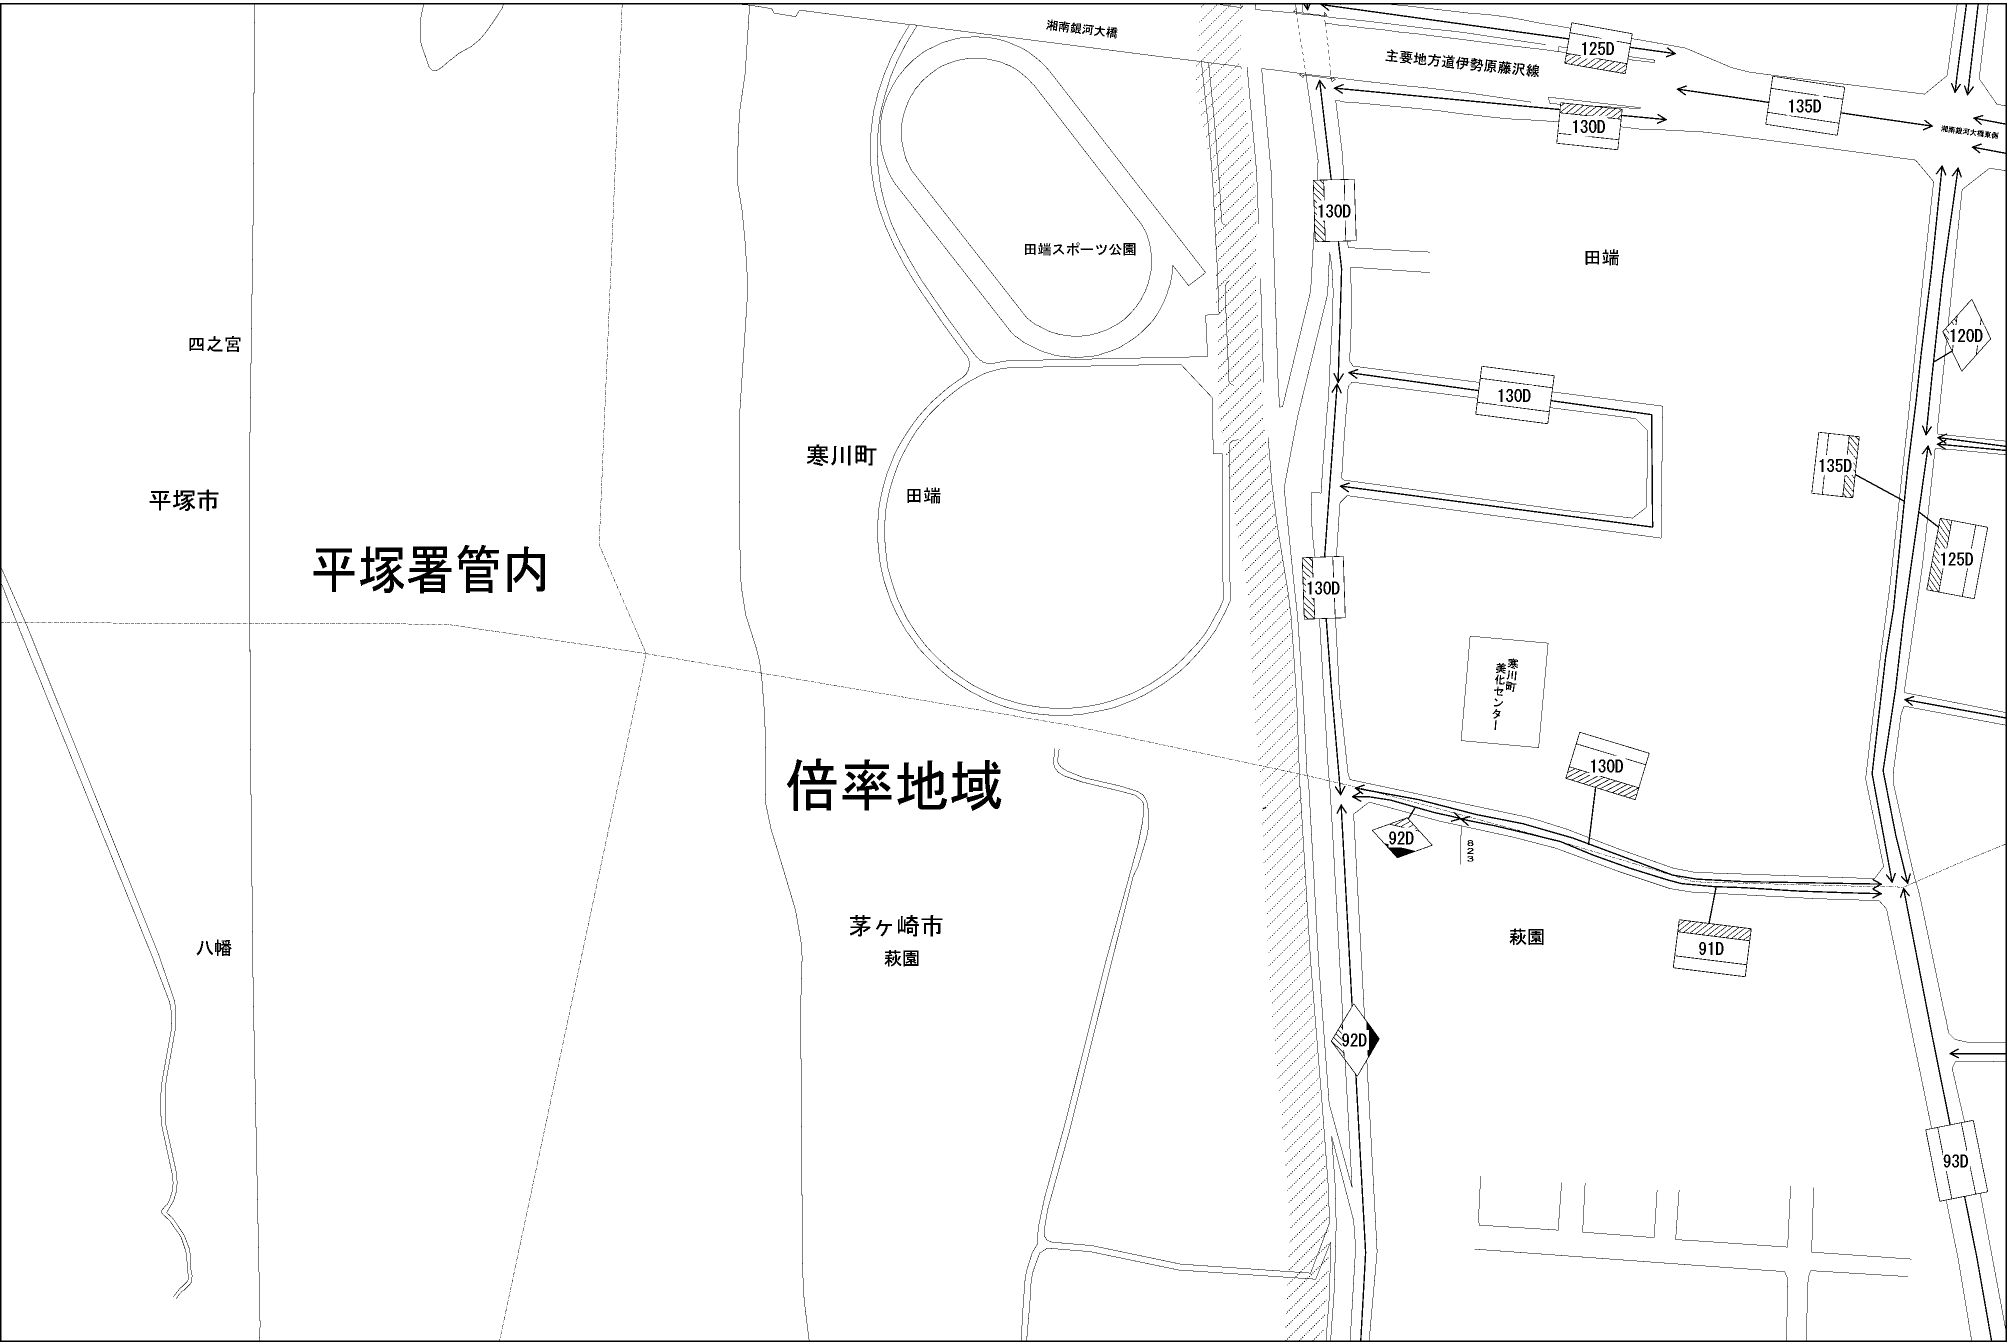 湘南銀河大橋
主要地方道伊勢原藤沢線
125D
135D
130D
湘南銀河大橋東側
130D
田端スポーツ公園
田端
四之宮
120D
130D
寒川町
田端
平塚市
135D
平塚署管内
125D
130D
寒川町
美化センター
倍率地域
130D
92D
823
茅ヶ崎市
萩園
萩園
91D
八幡
92D
93D